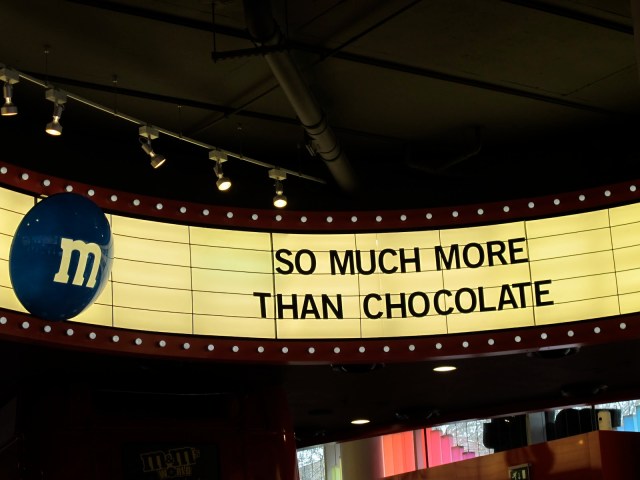 m
SO MUCH MORE
THAN CHOCOLATE
m&m's